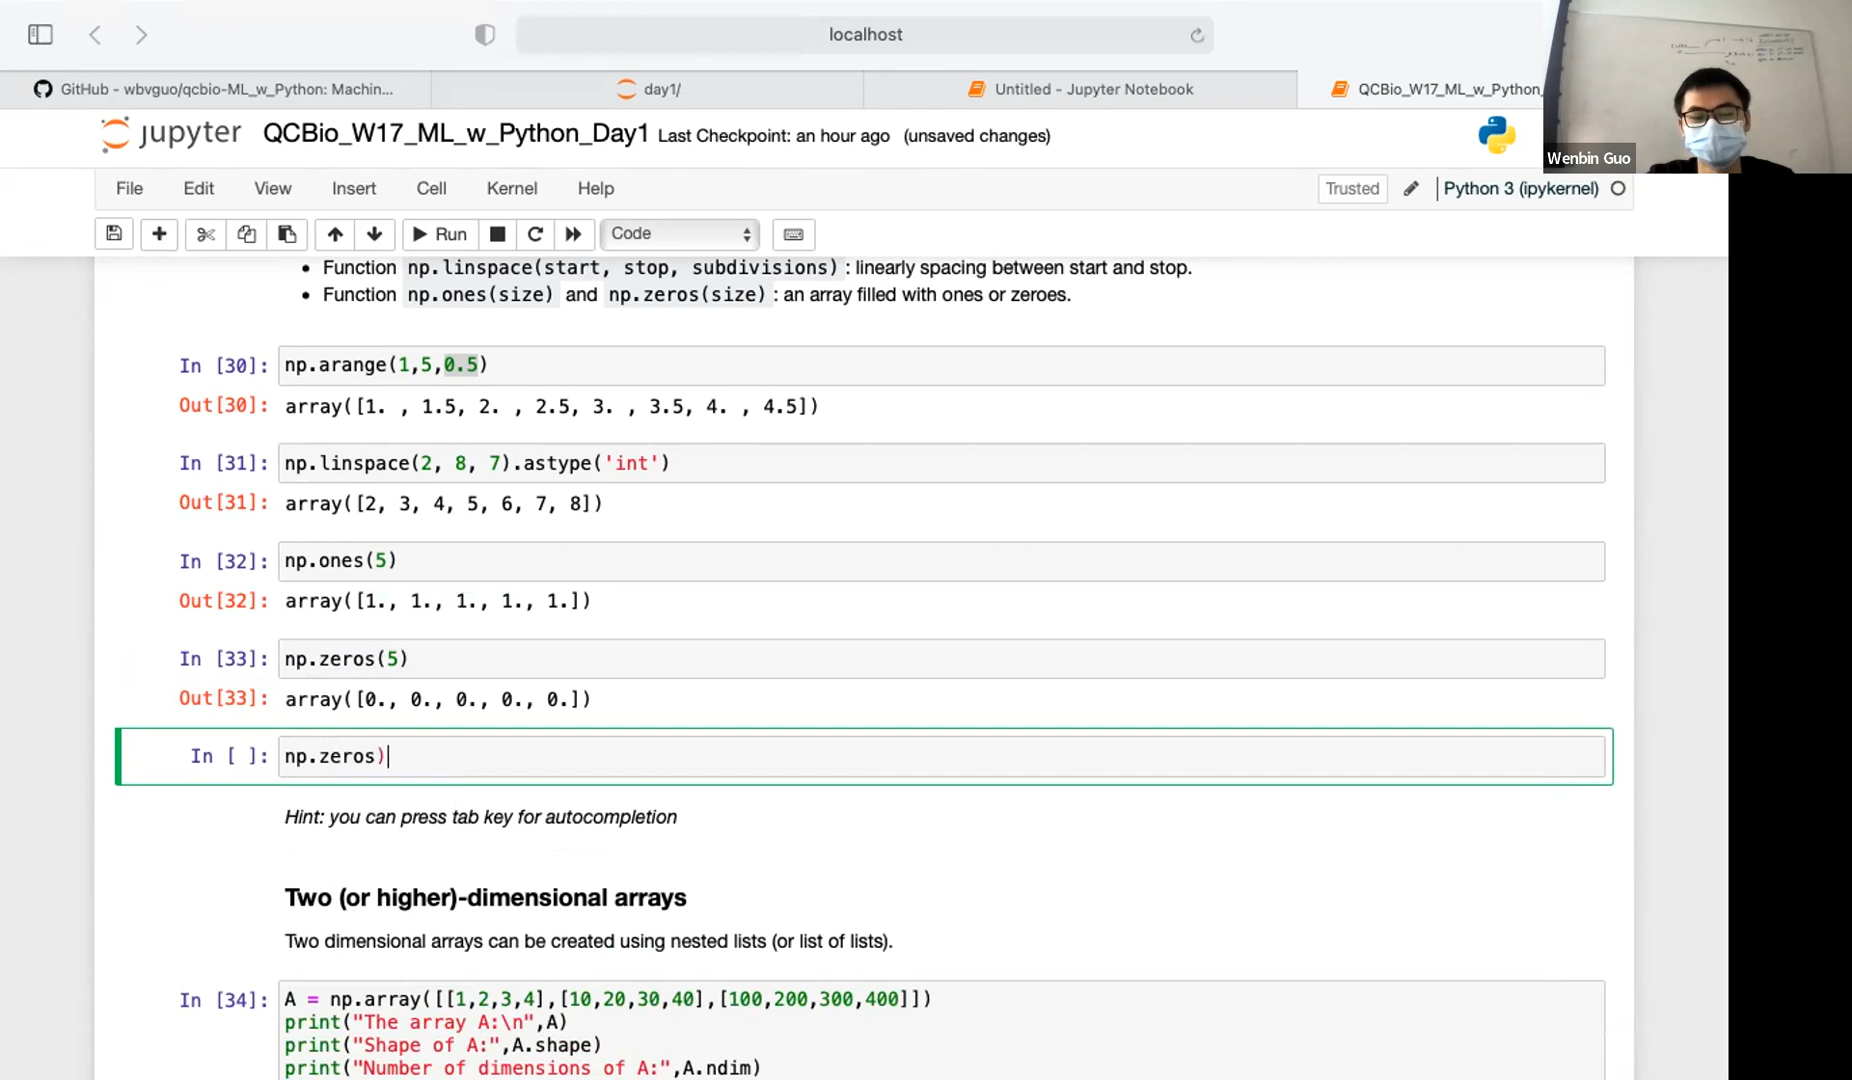 localhost
GitHub - wbvguo/qcbio-ML_w_Python: Machin...
day1/
Untitled - Jupyter Notebook
QCBio_W17_ML_w_Python_
jupyter QCBio_W17_ML_w_Python_Day1 Last Checkpoint: an hour ago (unsaved changes)
Wenbin Guo
File Edit View Insert Cell Kernel Help Trusted Python 3 (ipykernel)
Run Code
• Function np.linspace(start, stop, subdivisions) : linearly spacing between start and stop.
• Function np.ones(size) and np.zeros(size) : an array filled with ones or zeroes.
In [30]: np.arange(1,5,0.5)
Out[30]: array([1. , 1.5, 2. , 2.5, 3. , 3.5, 4. , 4.5])
In [31]: np.linspace(2, 8, 7).astype('int')
Out[31]: array([2, 3, 4, 5, 6, 7, 8])
In [32]: np.ones(5)
Out[32]: array([1., 1., 1., 1., 1.])
In [33]: np.zeros(5)
Out[33]: array([0., 0., 0., 0., 0.])
In [ ]: np.zeros)
Hint: you can press tab key for autocompletion
Two (or higher)-dimensional arrays
Two dimensional arrays can be created using nested lists (or list of lists).
In [34]: A = np.array([[1,2,3,4],[10,20,30,40],[100,200,300,400]])
print("The array A:\n",A)
print("Shape of A:",A.shape)
print("Number of dimensions of A:",A.ndim)